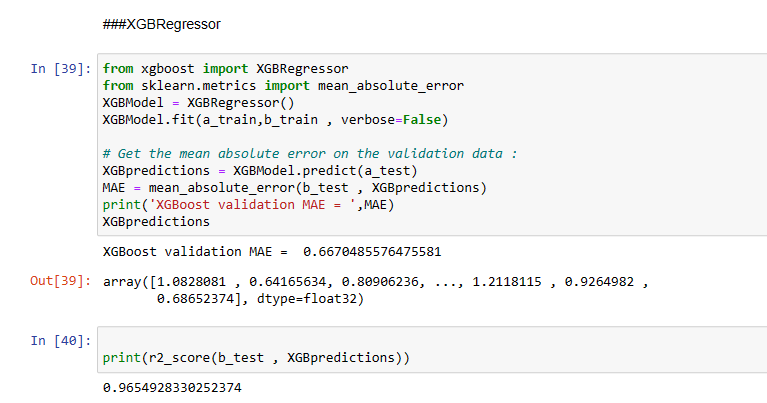 ###XGBRegressor
In [39]: from xgboost import XGBRegressor
from sklearn.metrics import mean_absolute_error
XGBModel = XGBRegressor()
XGBModel.fit(a_train,b_train , verbose=False)
# Get the mean absolute error on the validation data :
XGBpredictions = XGBModel.predict(a_test)
MAE = mean_absolute_error(b_test , XGBpredictions)
print('XGBoost validation MAE = ',MAE)
XGBpredictions
XGBoost validation MAE =  0.6670485576475581
Out[39]: array([1.0828081 , 0.64165634, 0.80906236, ..., 1.2118115 , 0.9264982 ,
0.68652374], dtype=float32)
In [40]:
print(r2_score(b_test , XGBpredictions))
0.9654928330252374